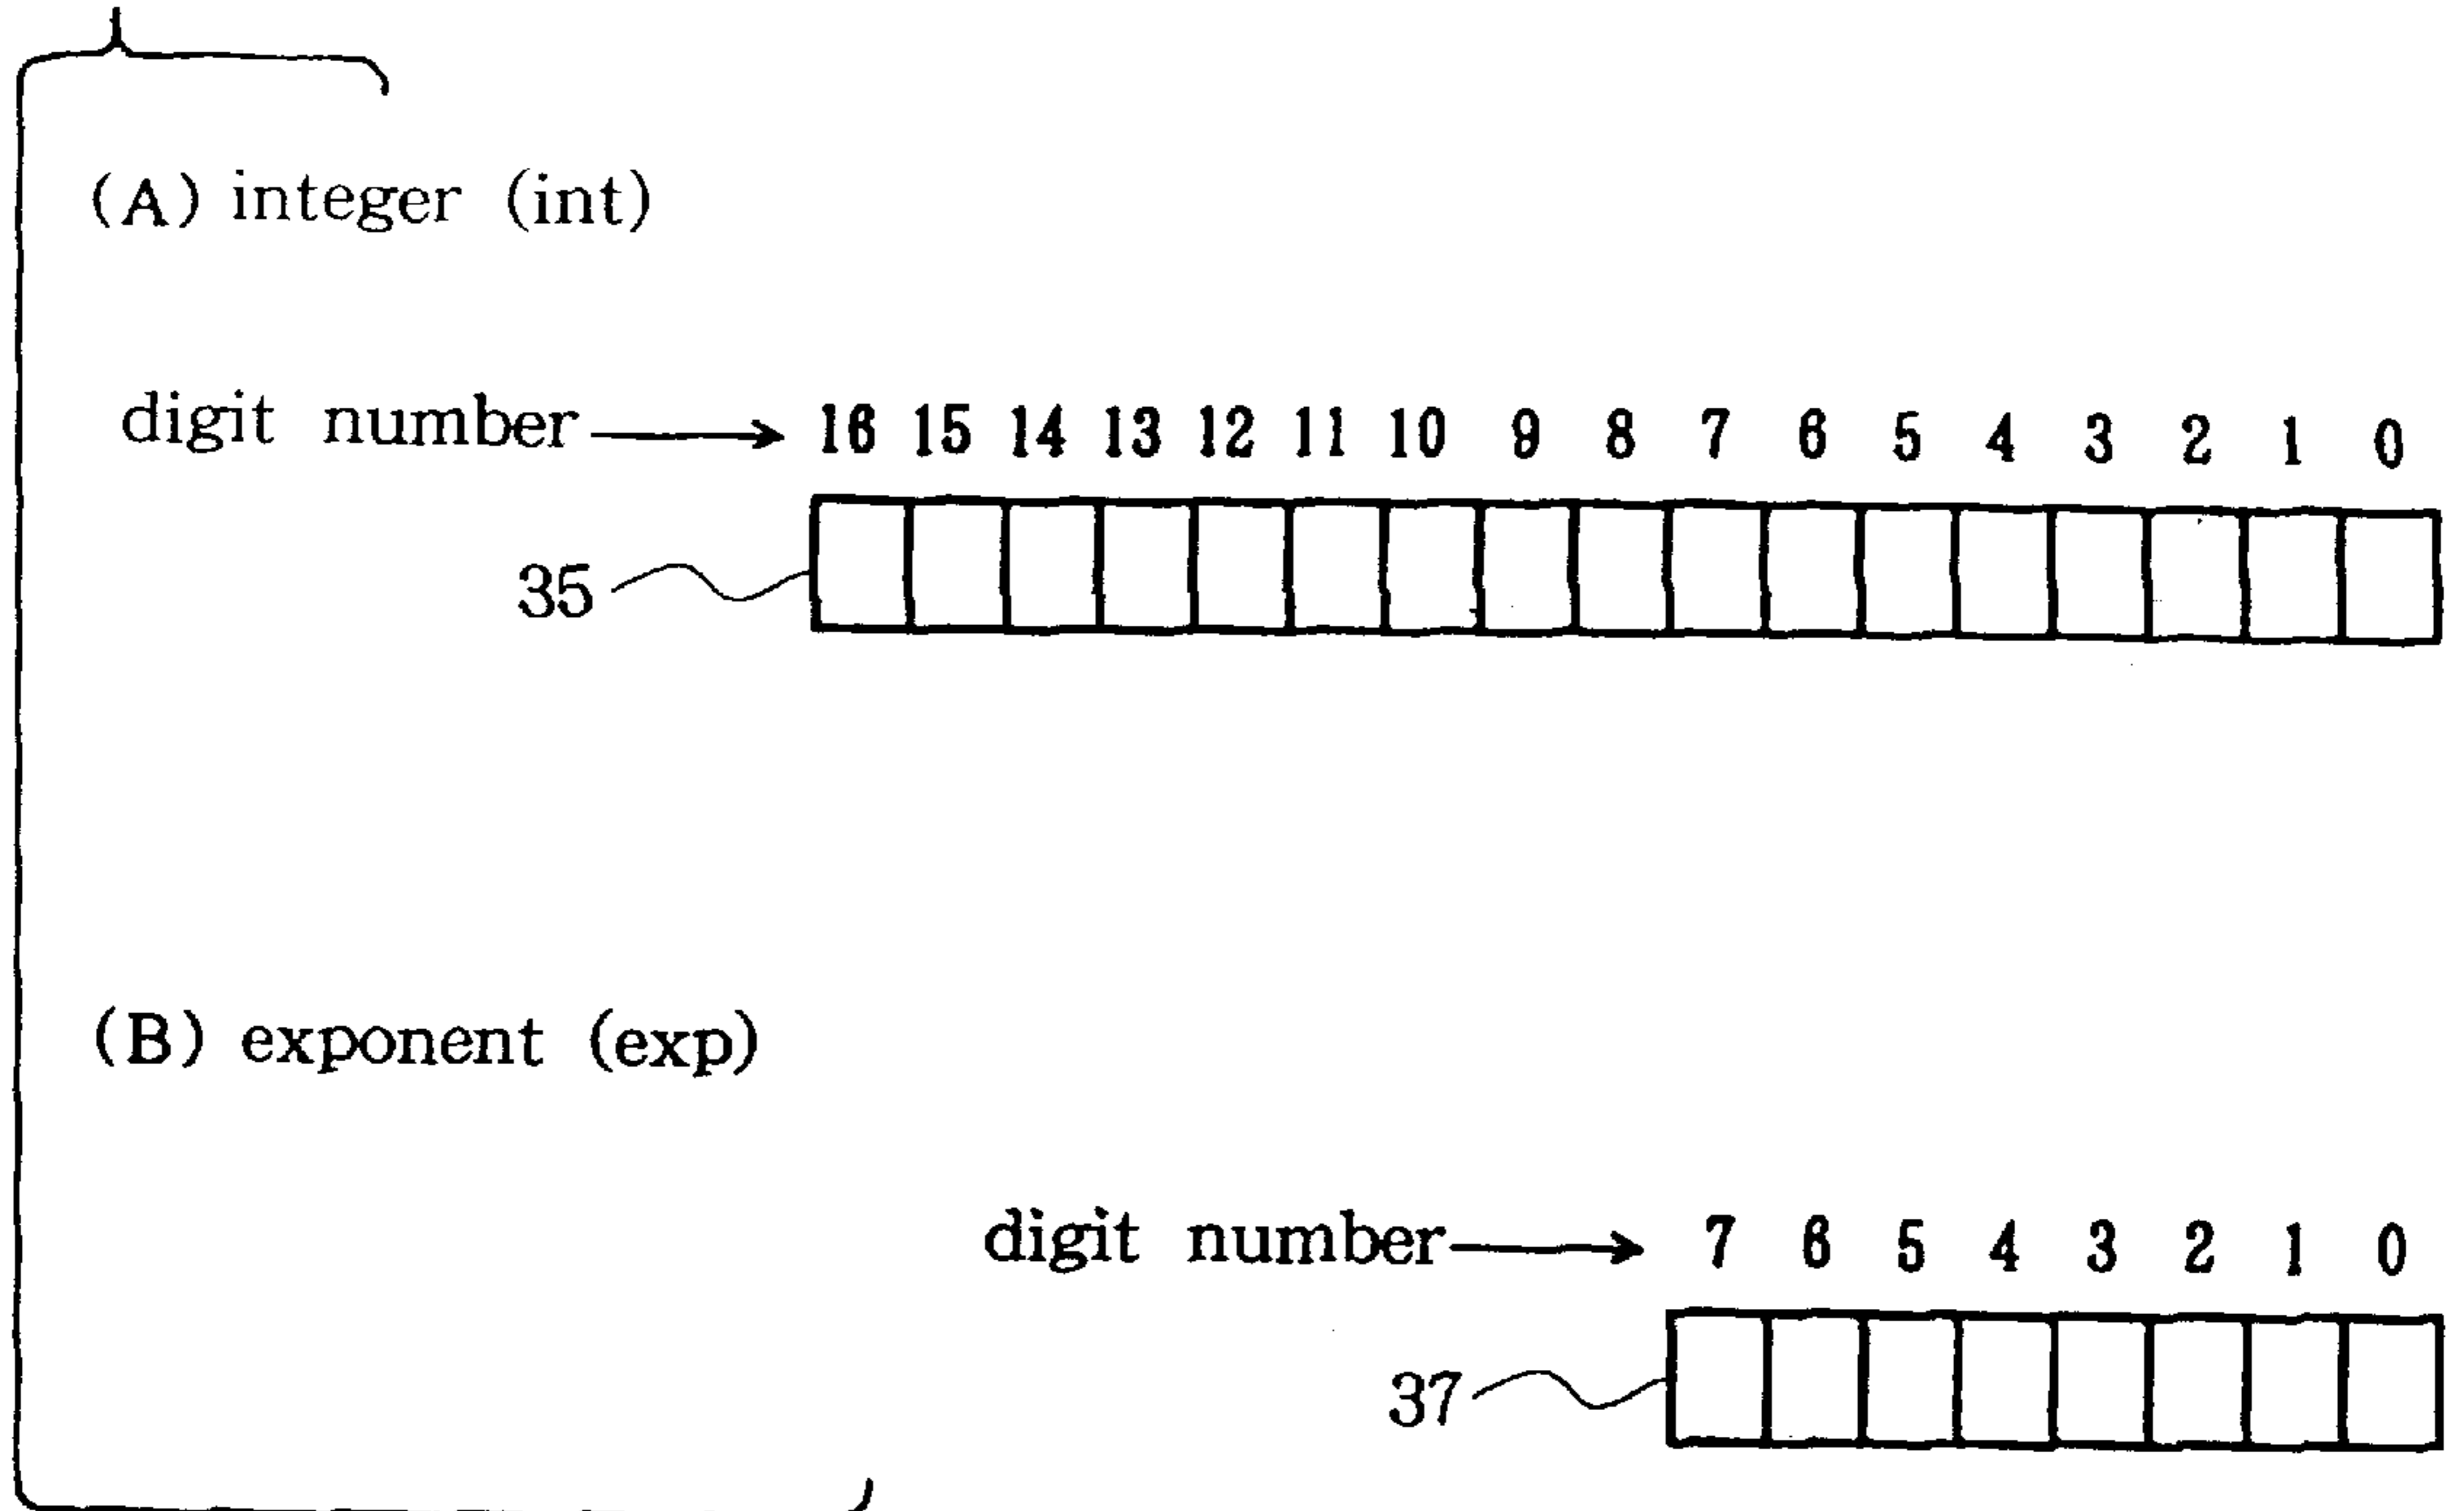 (A) integer (int)
digit number 16 15 14 13 12 11 10 9 8 7 6 5 4 3 2 1 0
35
(B) exponent (exp)
digit number 7 6 5 4 3 2 1 0
37